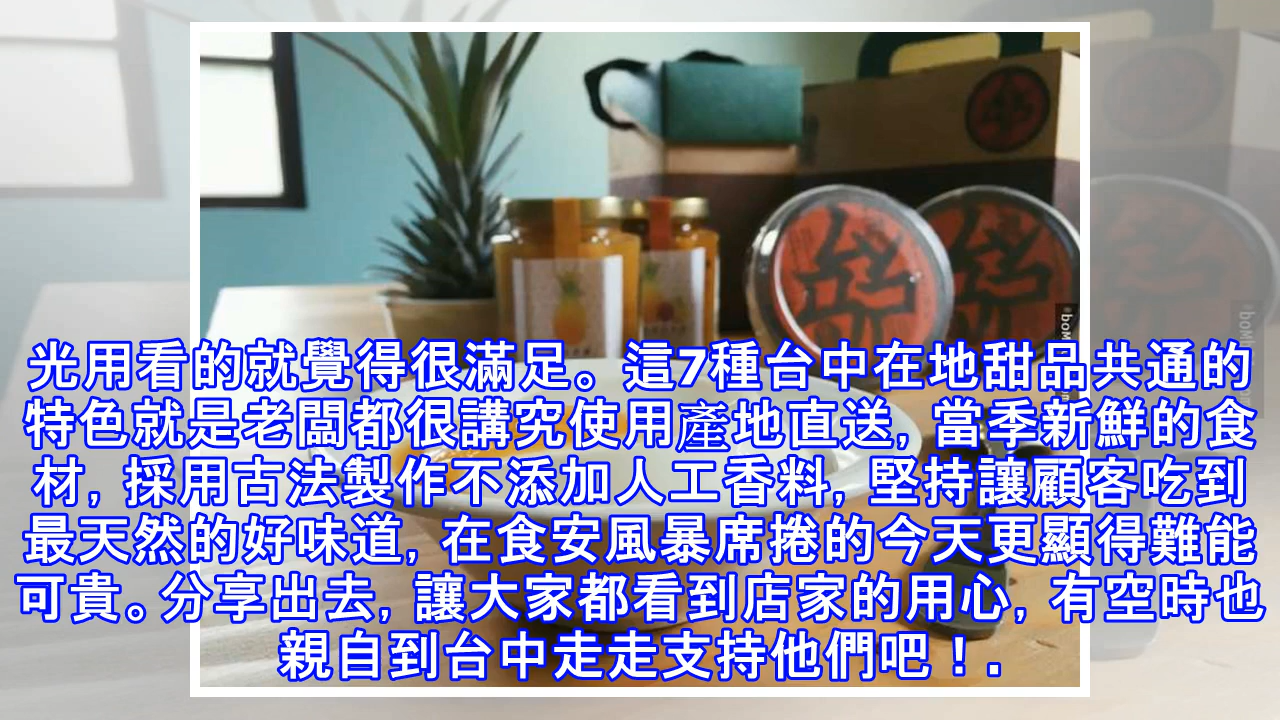 光用看的就覺得很滿足。這7種台中在地甜品共通的
特色就是老闆都很講究使用產地直送, 當季新鮮的食
材, 採用古法製作不添加人工香料, 堅持讓顧客吃到
最天然的好味道, 在食安風暴席捲的今天更顯得難能
可貴。分享出去, 讓大家都看到店家的用心, 有空時也
親自到台中走走支持他們吧！.